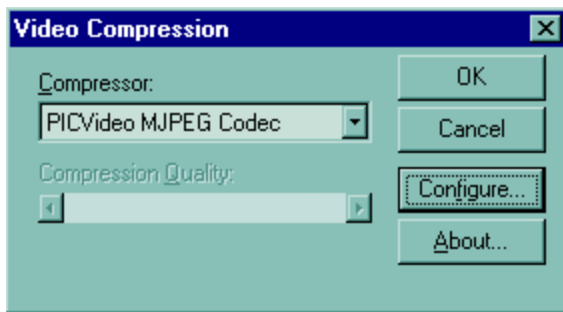 Video Compression
Compressor:
PICVideo MJPEG Codec
Compression Quality:
OK
Cancel
Configure...
About...